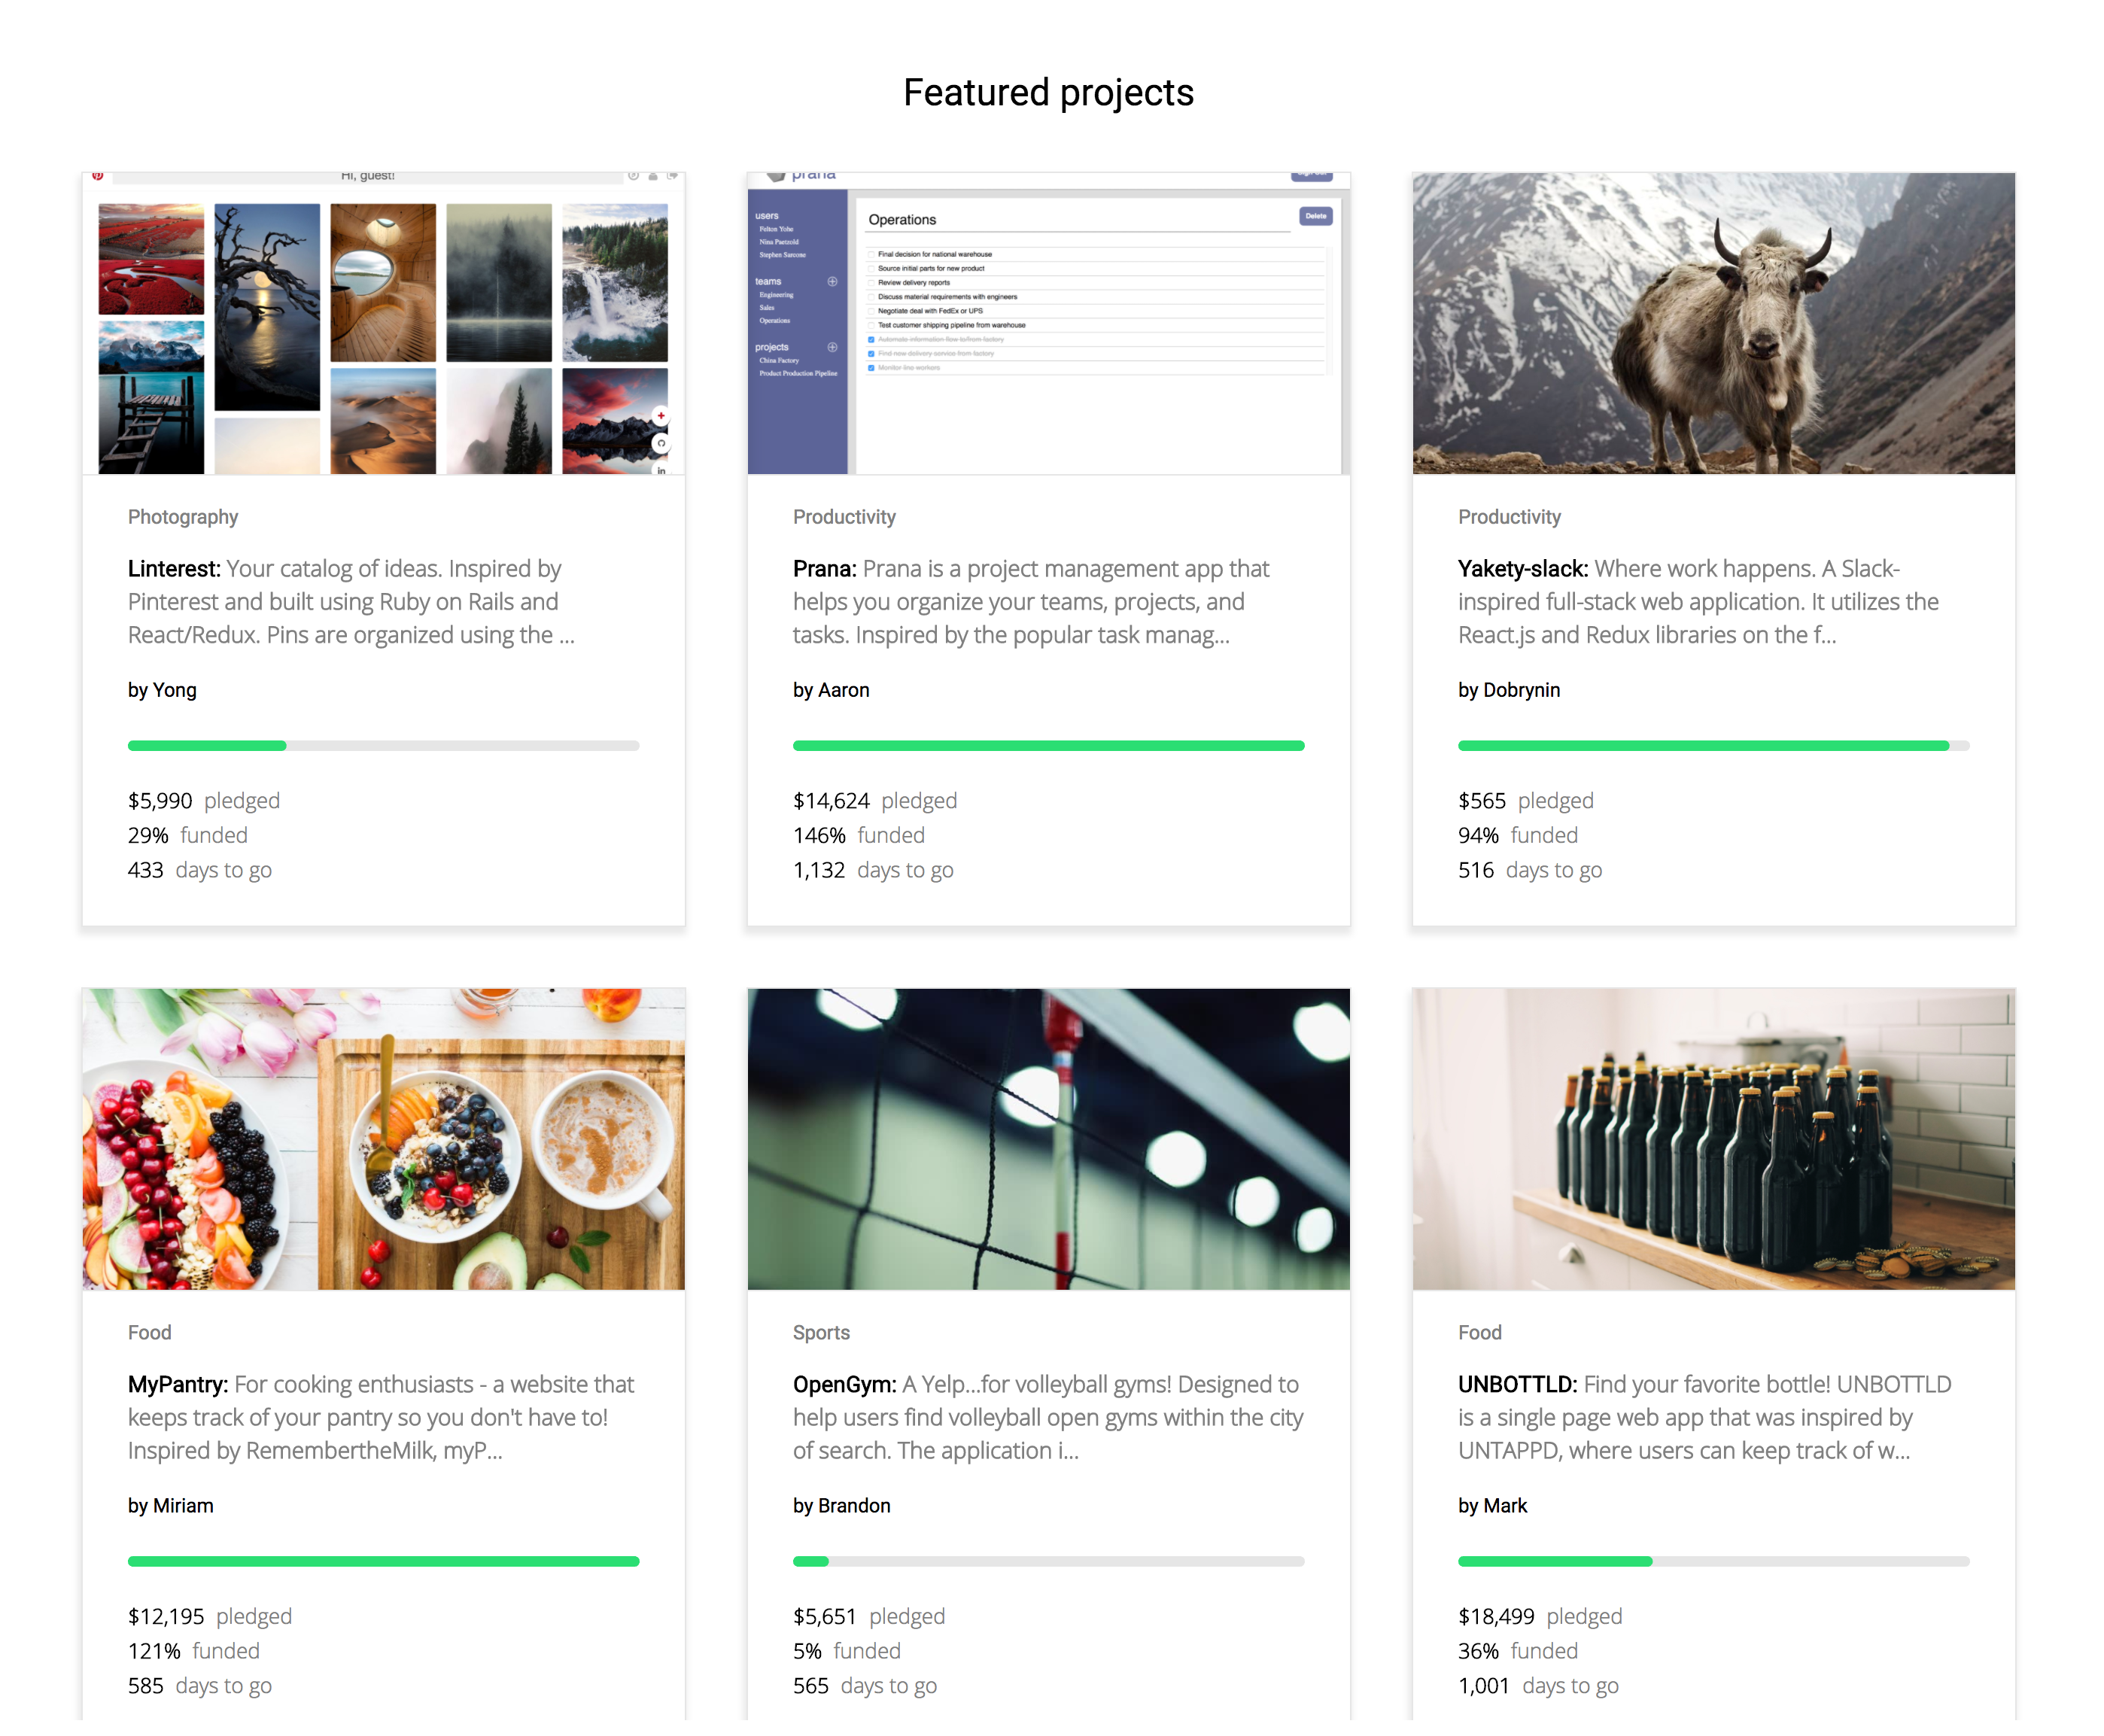 Featured projects
Hi, guest!
in
Photography
Linterest: Your catalog of ideas. Inspired by
Pinterest and built using Ruby on Rails and
React/Redux. Pins are organized using the ...
by Yong
$5,990 pledged
29% funded
433 days to go
prana
Sign Out
users
Felton Yohe
Nina Paetzold
Stephen Sarcone
teams
Engineering
Sales
Operations
projects
China Factory
Product Production Pipeline
Operations
Delete
Final decision for national warehouse
Source initial parts for new product
Review delivery reports
Discuss material requirements with engineers
Negotiate deal with FedEx or UPS
Test customer shipping pipeline from warehouse
Automate information flow to/from factory
Find new delivery service from factory
Monitor line workers
Productivity
Prana: Prana is a project management app that
helps you organize your teams, projects, and
tasks. Inspired by the popular task manag...
by Aaron
$14,624 pledged
146% funded
1,132 days to go
Productivity
Yakety-slack: Where work happens. A Slack-
inspired full-stack web application. It utilizes the
React.js and Redux libraries on the f...
by Dobrynin
$565 pledged
94% funded
516 days to go
Food
MyPantry: For cooking enthusiasts - a website that
keeps track of your pantry so you don't have to!
Inspired by RemembertheMilk, myP...
by Miriam
$12,195 pledged
121% funded
585 days to go
Sports
OpenGym: A Yelp...for volleyball gyms! Designed to
help users find volleyball open gyms within the city
of search. The application i...
by Brandon
$5,651 pledged
5% funded
565 days to go
Food
UNBOTTLD: Find your favorite bottle! UNBOTTLD
is a single page web app that was inspired by
UNTAPPD, where users can keep track of w...
by Mark
$18,499 pledged
36% funded
1,001 days to go